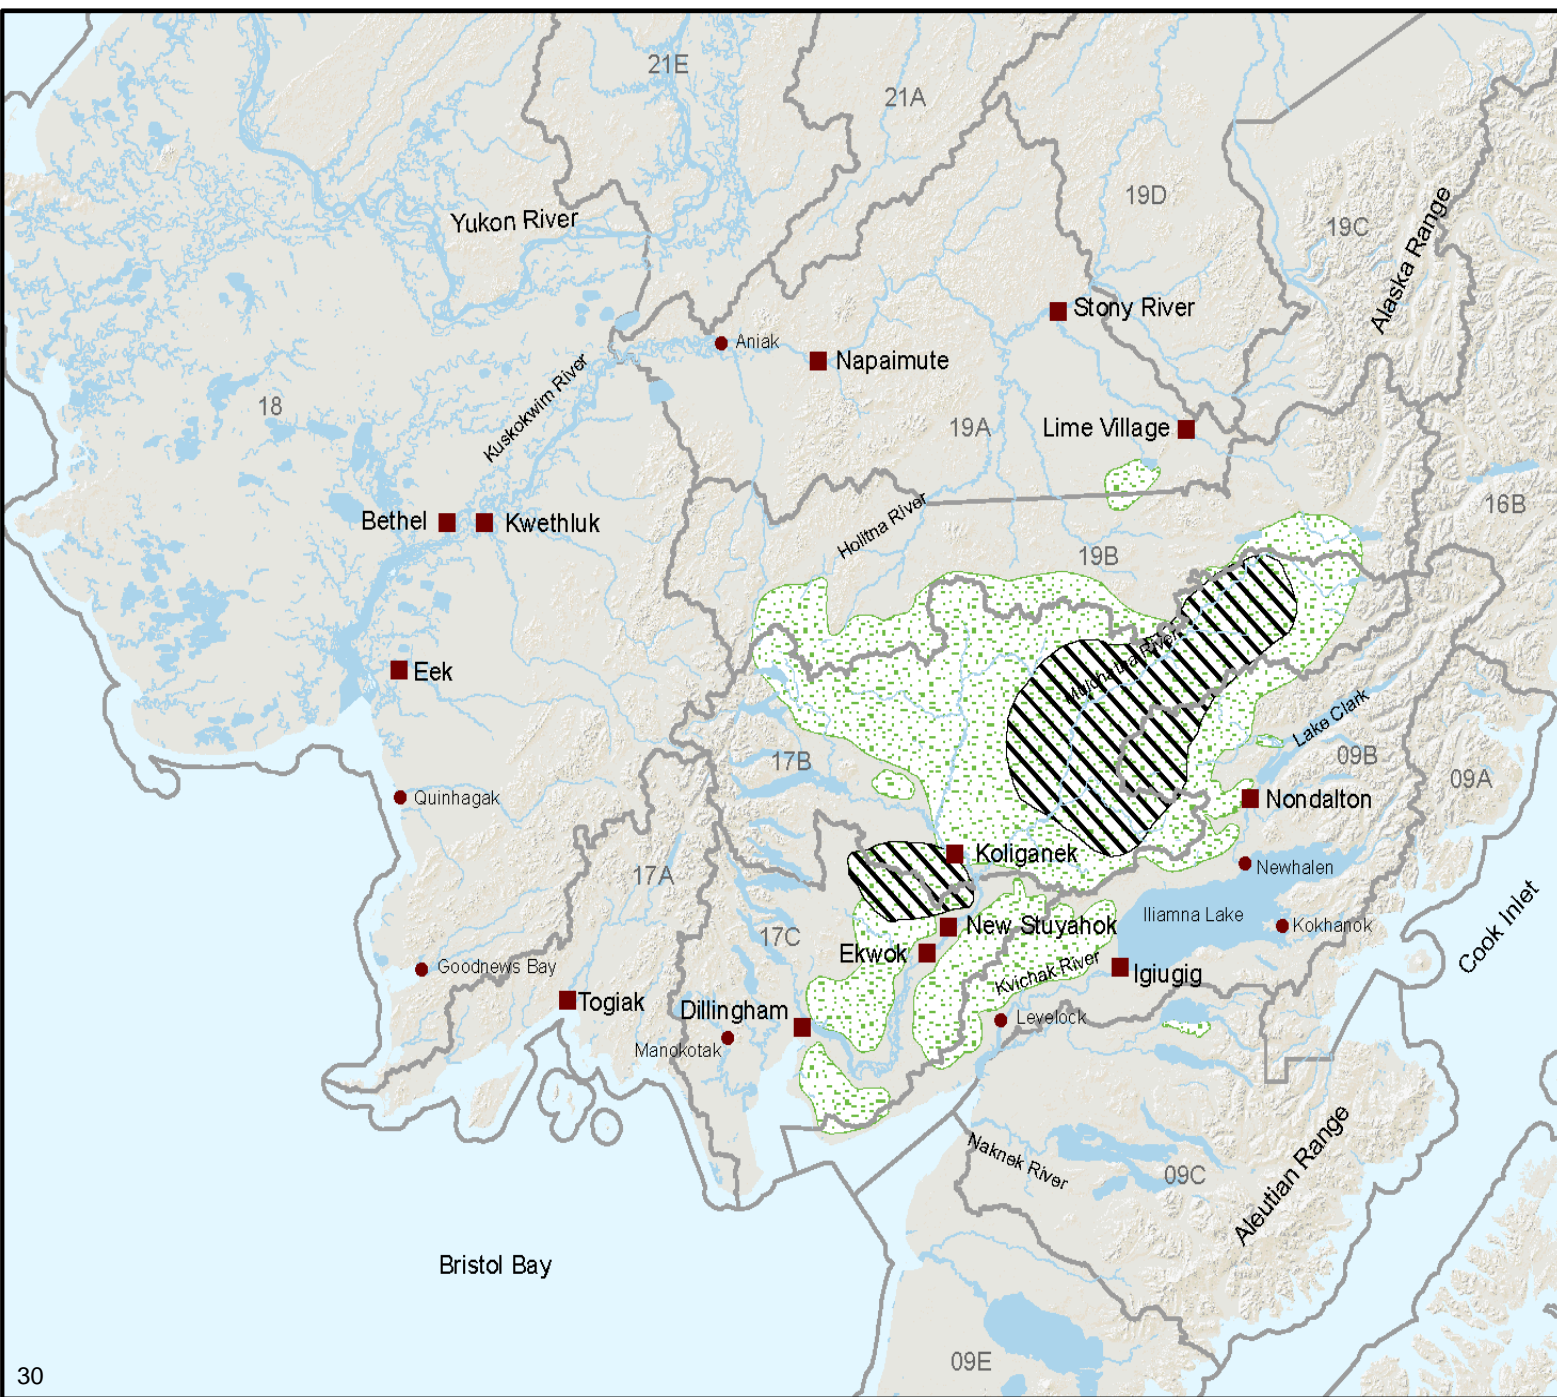 21E
21A
19D
19C
Alaska Range
Yukon River
Stony River
Aniak
Napaimute
Kuskokwim River
18
19A
Lime Village
16B
Bethel
Kwethluk
Holitna River
19B
Eek
Mulchatna River
Lake Clark
17B
09B
09A
Quinhagak
Nondalton
Koliganek
Newhalen
17A
Iliamna Lake
Kokhanok
New Stuyahok
17C
Ekwok
Cook Inlet
Goodnews Bay
Kvichak River
Igiugig
Togiak
Dillingham
Levelock
Manokotak
Naknek River
09C
Aleutian Range
Bristol Bay
09E
30